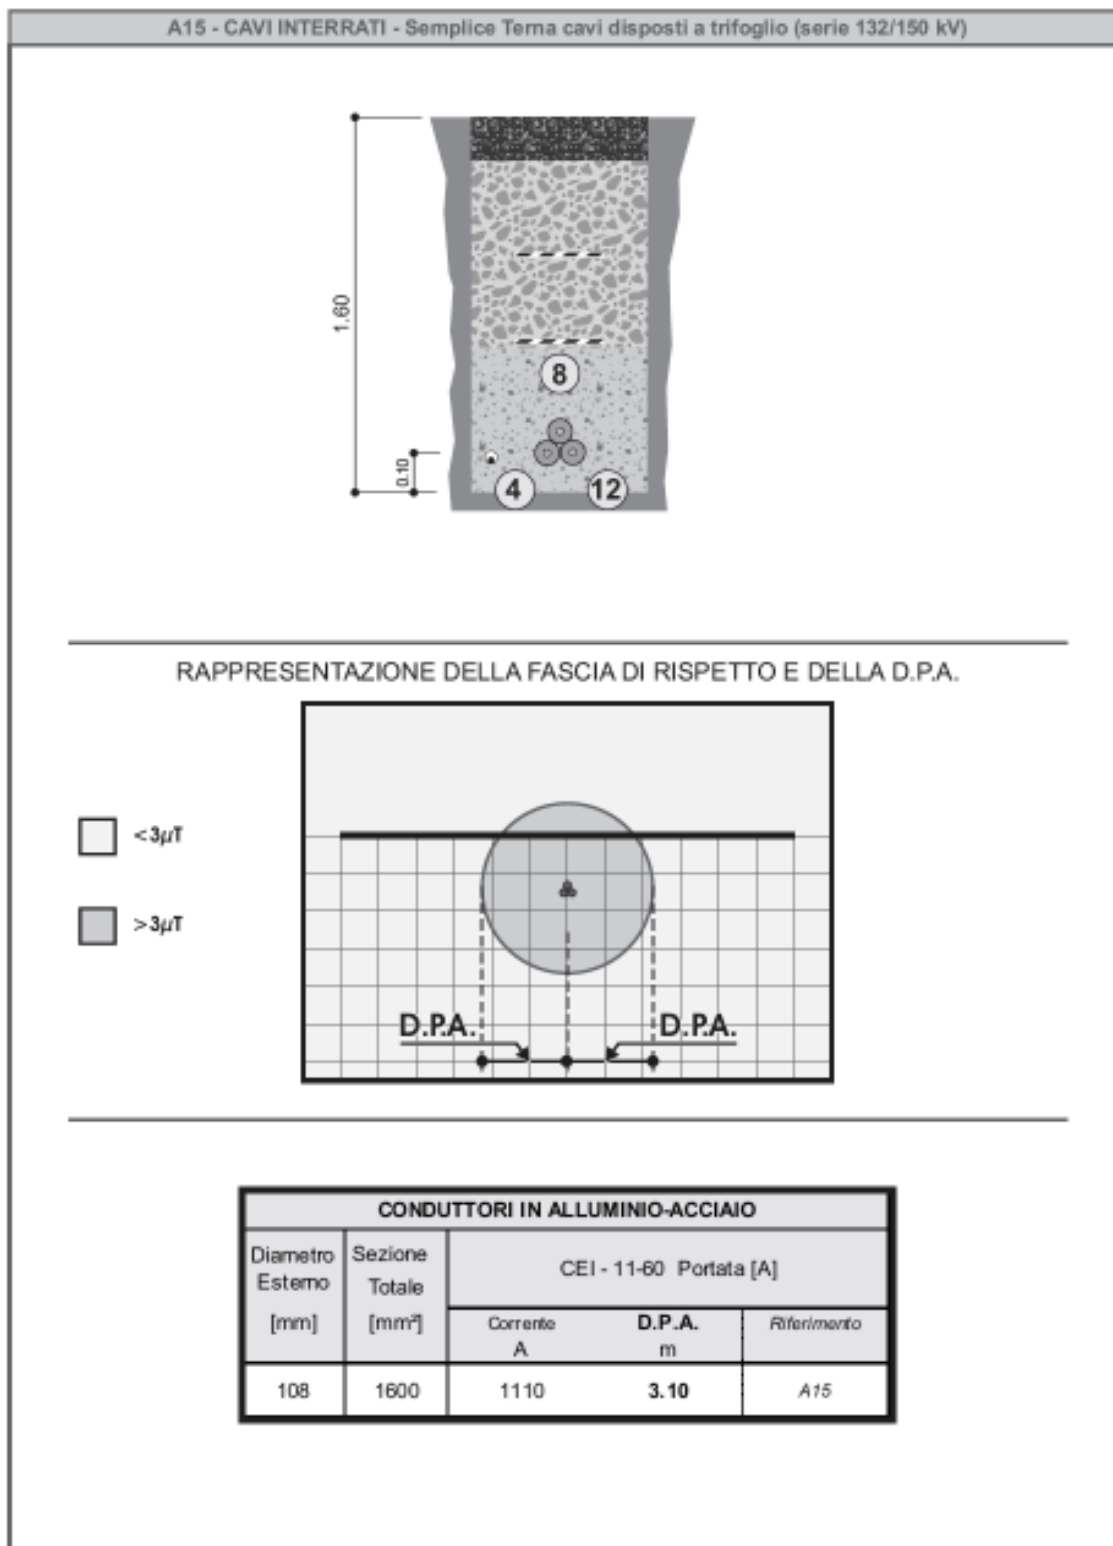 A15 - CAVI INTERRATI - Semplice Terna cavi disposti a trifoglio (serie 132/150 kV)
1.60
8
0.10
4
12
RAPPRESENTAZIONE DELLA FASCIA DI RISPETTO E DELLA D.P.A.
<3µT
>3µT
D.P.A.
D.P.A.
CONDUTTORI IN ALLUMINIO-ACCIAIO
Diametro
Esterno
[mm]
Sezione
Totale
[mm²]
CEI - 11-60 Portata [A]
Corrente
A
D.P.A.
m
Riferimento
108
1600
1110
3.10
A15